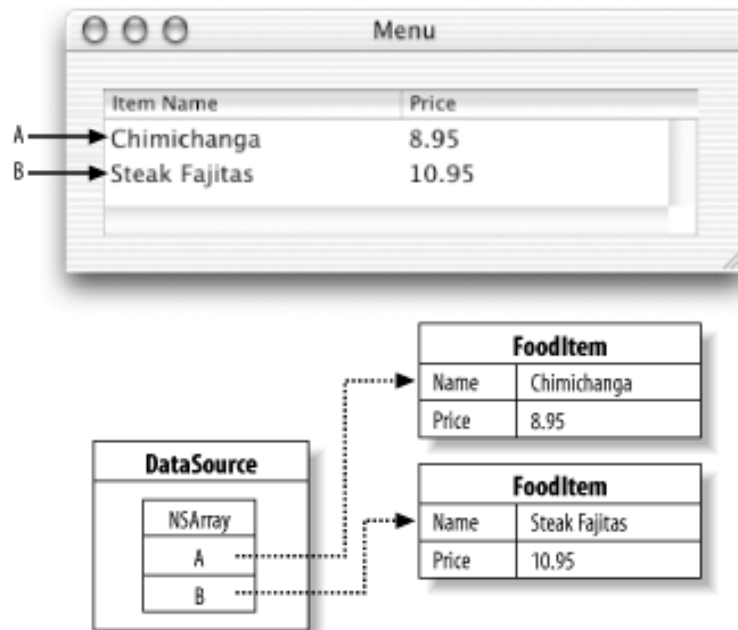 Menu
Item Name Price
A Chimichanga 8.95
B Steak Fajitas 10.95
FoodItem
Name Chimichanga
Price 8.95
DataSource
NSArray
A
B
FoodItem
Name Steak Fajitas
Price 10.95